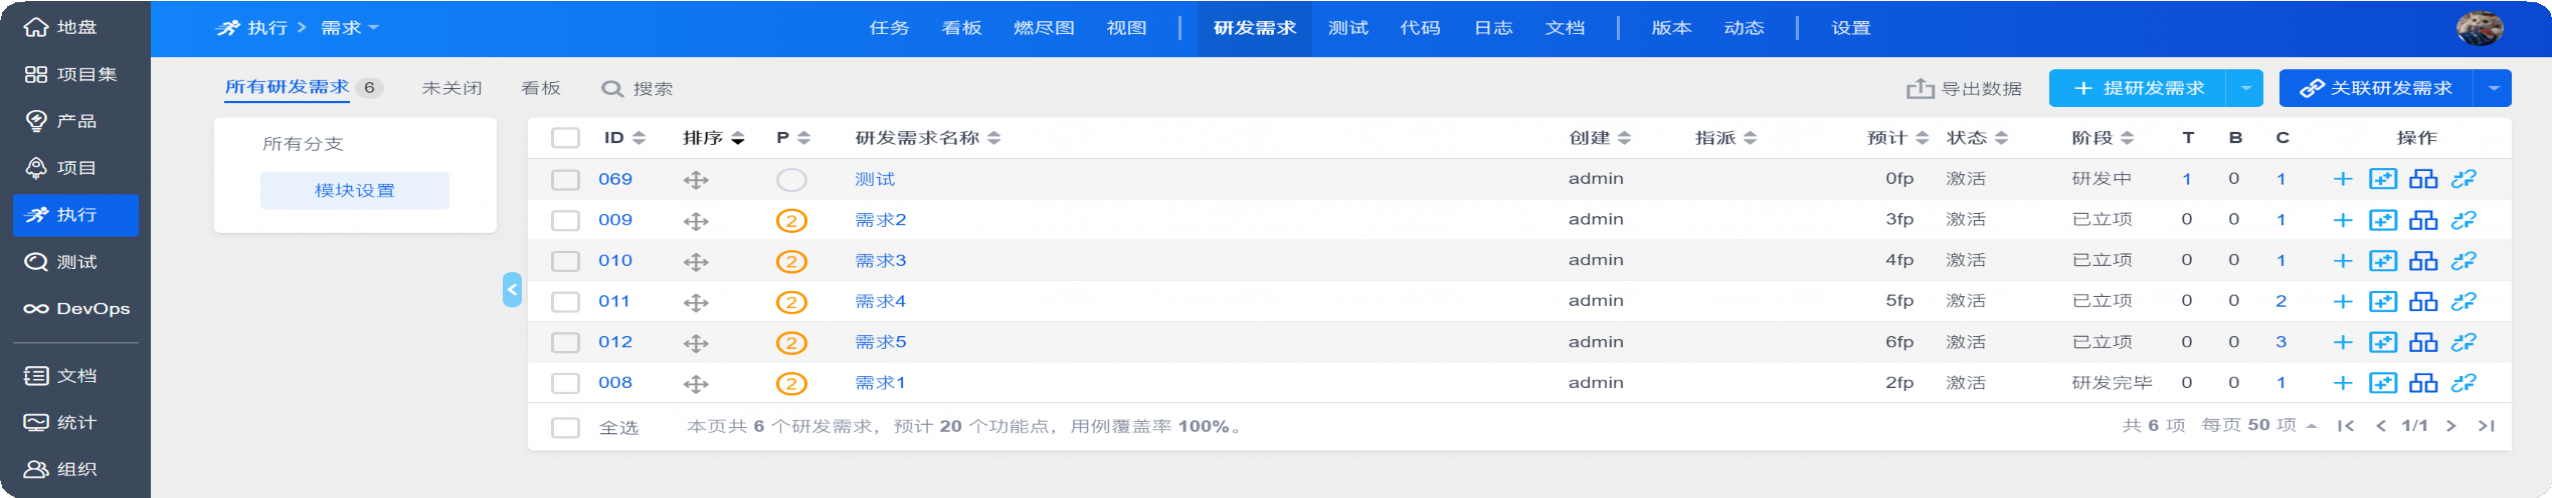 地盘
项目集
产品
项目
执行
测试
DevOps
文档
统计
组织
执行 > 需求
任务 看板 燃尽图 视图 | 研发需求 测试 代码 日志 文档 | 版本 动态 | 设置
所有研发需求 6 未关闭 看板 搜索 导出数据 + 提研发需求 关联研发需求
所有分支
模块设置
ID 排序 P 研发需求名称 创建 指派 预计 状态 阶段 T B C 操作
069 测试 admin 0fp 激活 研发中 1 0 1
009 2 需求2 admin 3fp 激活 已立项 0 0 1
010 2 需求3 admin 4fp 激活 已立项 0 0 1
011 2 需求4 admin 5fp 激活 已立项 0 0 2
012 2 需求5 admin 6fp 激活 已立项 0 0 3
008 2 需求1 admin 2fp 激活 研发完毕 0 0 1
全选 本页共 6 个研发需求，预计 20 个功能点，用例覆盖率 100%。 共 6 项 每页 50 项 1/1